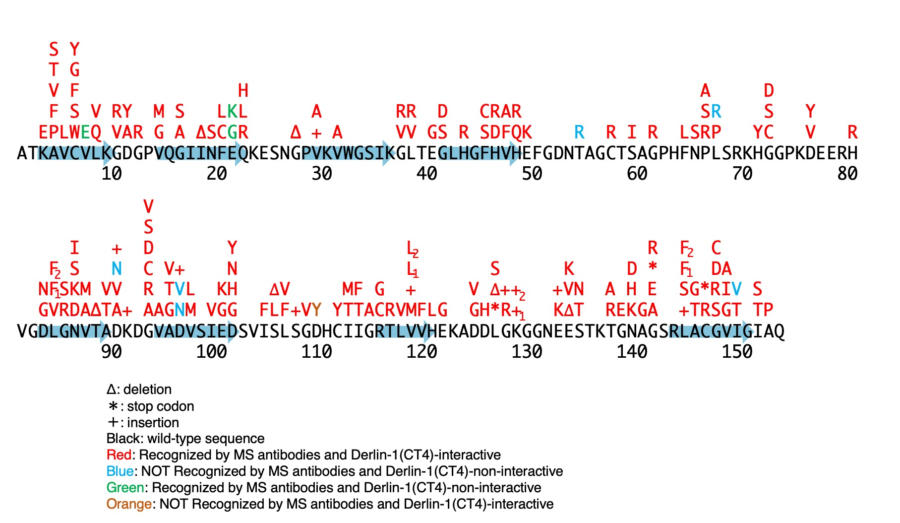 S Y
T G
V F H A D
F S V RY M S LKL A RR D CRAR SR S Y
EPLWEQ VAR G A ΔSCGR Δ + A VV GS R SDFQK R R I R LSRP YC V R
ATKAVCVLKGDGPVQGIINFEQKESNGPVKVWGSIKGLTEGLHGFHVHEFGDNTAGCTSAGPHFNPLSRKHGGPKDEERH
10 20 30 40 50 60 70 80
V
S
I + D Y L2 R F2 C
F2 S N C V+ N L1 S K D * F1 DA
NF1SKM VV R TVL KH ΔV MF G + V Δ++2 +VN A H E SG*RIV S
GVRDAΔTA+ AAGNM VGG FLF+VY YTTACRVMFLG GH*R+1 KΔT REKGA +TRSGT TP
VGDLGNVTADKDGVADVSIEDSVISLSGDHCIIGRTLVVHEKADDLGKGGNEESTKTGNAGSRLACGVIGIAQ
90 100 110 120 130 140 150
Δ: deletion
*: stop codon
+: insertion
Black: wild-type sequence
Red: Recognized by MS antibodies and Derlin-1(CT4)-interactive
Blue: NOT Recognized by MS antibodies and Derlin-1(CT4)-non-interactive
Green: Recognized by MS antibodies and Derlin-1(CT4)-non-interactive
Orange: NOT Recognized by MS antibodies and Derlin-1(CT4)-interactive